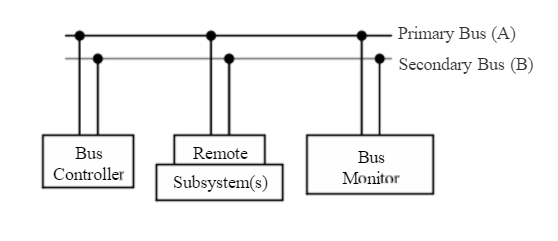 Primary Bus (A)
Secondary Bus (B)
Bus
Controller
Remote
Subsystem(s)
Bus
Monitor